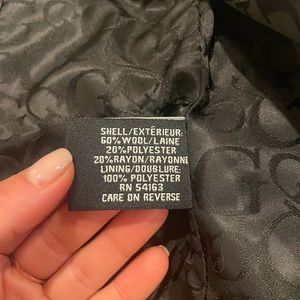 SHELL/EXTÉRIEUR:
60% WOOL/LAINE
20% POLYESTER
20% RAYON/RAYONNE
LINING/DOUBLURE:
100% POLYESTER
RN 54163
CARE ON REVERSE